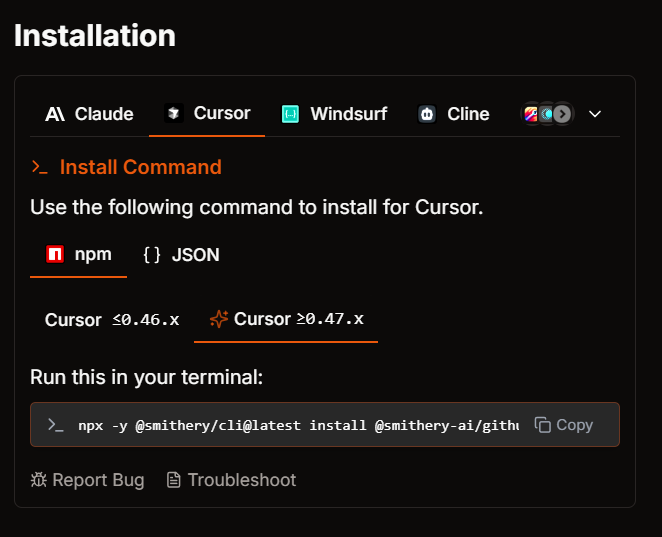 Installation
Claude Cursor Windsurf Cline
Install Command
Use the following command to install for Cursor.
npm {} JSON
Cursor ≤0.46.x Cursor ≥0.47.x
Run this in your terminal:
npx -y @smithery/cli@latest install @smithery-ai/githu Copy
Report Bug Troubleshoot